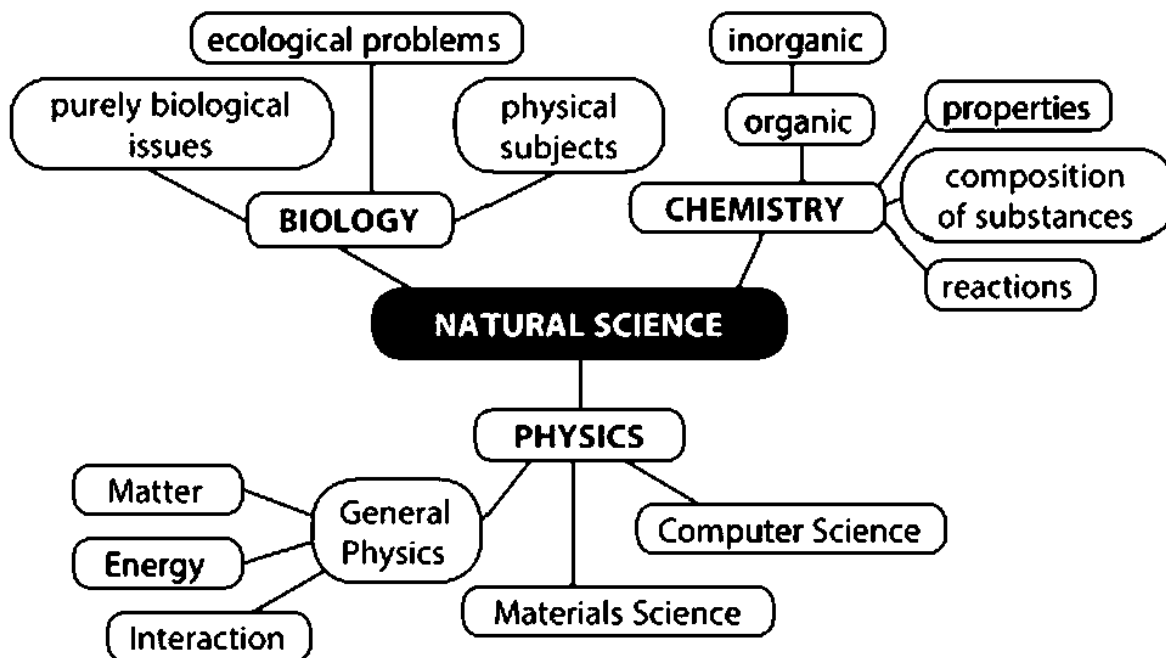 ecological problems
inorganic
purely biological
issues
physical
subjects
organic
properties
composition
of substances
BIOLOGY
CHEMISTRY
reactions
NATURAL SCIENCE
PHYSICS
Matter
General
Physics
Computer Science
Energy
Materials Science
Interaction